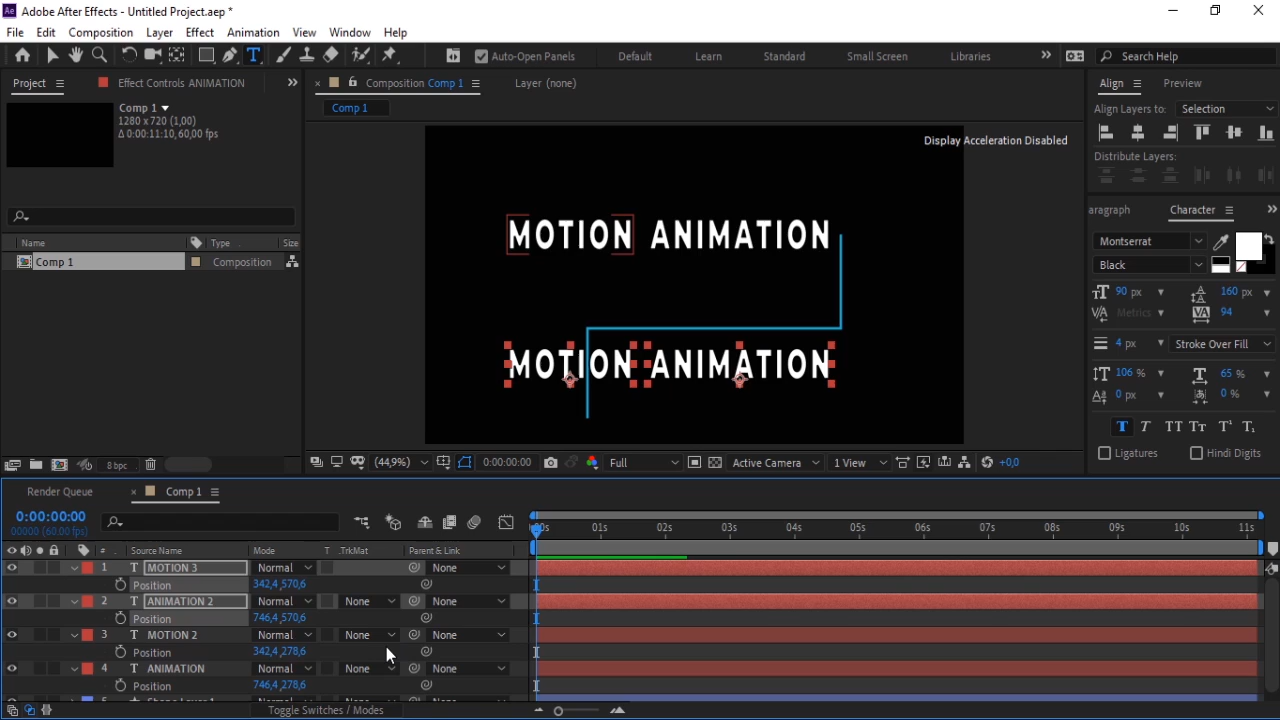 Adobe After Effects - Untitled Project.aep *
File Edit Composition Layer Effect Animation View Window Help
Auto-Open Panels Default Learn Standard Small Screen Libraries Search Help
Project Effect Controls ANIMATION Composition Comp 1 Layer (none) Align Preview
Comp 1
1280 x 720 (1,00)
Δ 0:00:11:10, 60,00 fps
Comp 1
Align Layers to: Selection
Display Acceleration Disabled
Distribute Layers:
MOTION ANIMATION
MOTION ANIMATION
aragraph Character
Name Type Size
Comp 1 Composition
Montserrat
Black
90 px 160 px
Metrics 94
4 px Stroke Over Fill
106 % 65 %
0 px 0 %
T T TT Tт T¹ T₁
Ligatures Hindi Digits
8 bpc (44,9%) 0:00:00:00 Full Active Camera 1 View +0,0
Render Queue Comp 1
0:00:00:00
00000 (60.00 fps)
00s 01s 02s 03s 04s 05s 06s 07s 08s 09s 10s 11s
# Source Name Mode T .TrkMat Parent & Link
1 T MOTION 3 Normal None
Position 342,4,570,6
2 T ANIMATION 2 Normal None None
Position 746,4,570,6
3 T MOTION 2 Normal None None
Position 342,4,278,6
4 T ANIMATION Normal None None
Position 746,4,278,6
Shape Layer 1 Normal None None
Toggle Switches / Modes